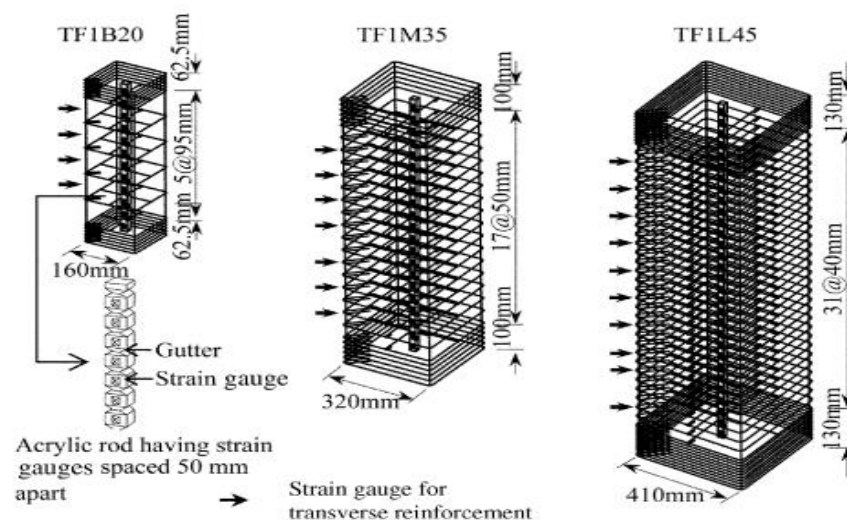 TF1B20
TF1M35
TF1L45
62.5mm
5@95mm
62.5mm
160mm
100mm
17@50mm
100mm
320mm
130mm
31@40mm
130mm
410mm
Gutter
Strain gauge
Acrylic rod having strain
gauges spaced 50 mm
apart
Strain gauge for
transverse reinforcement